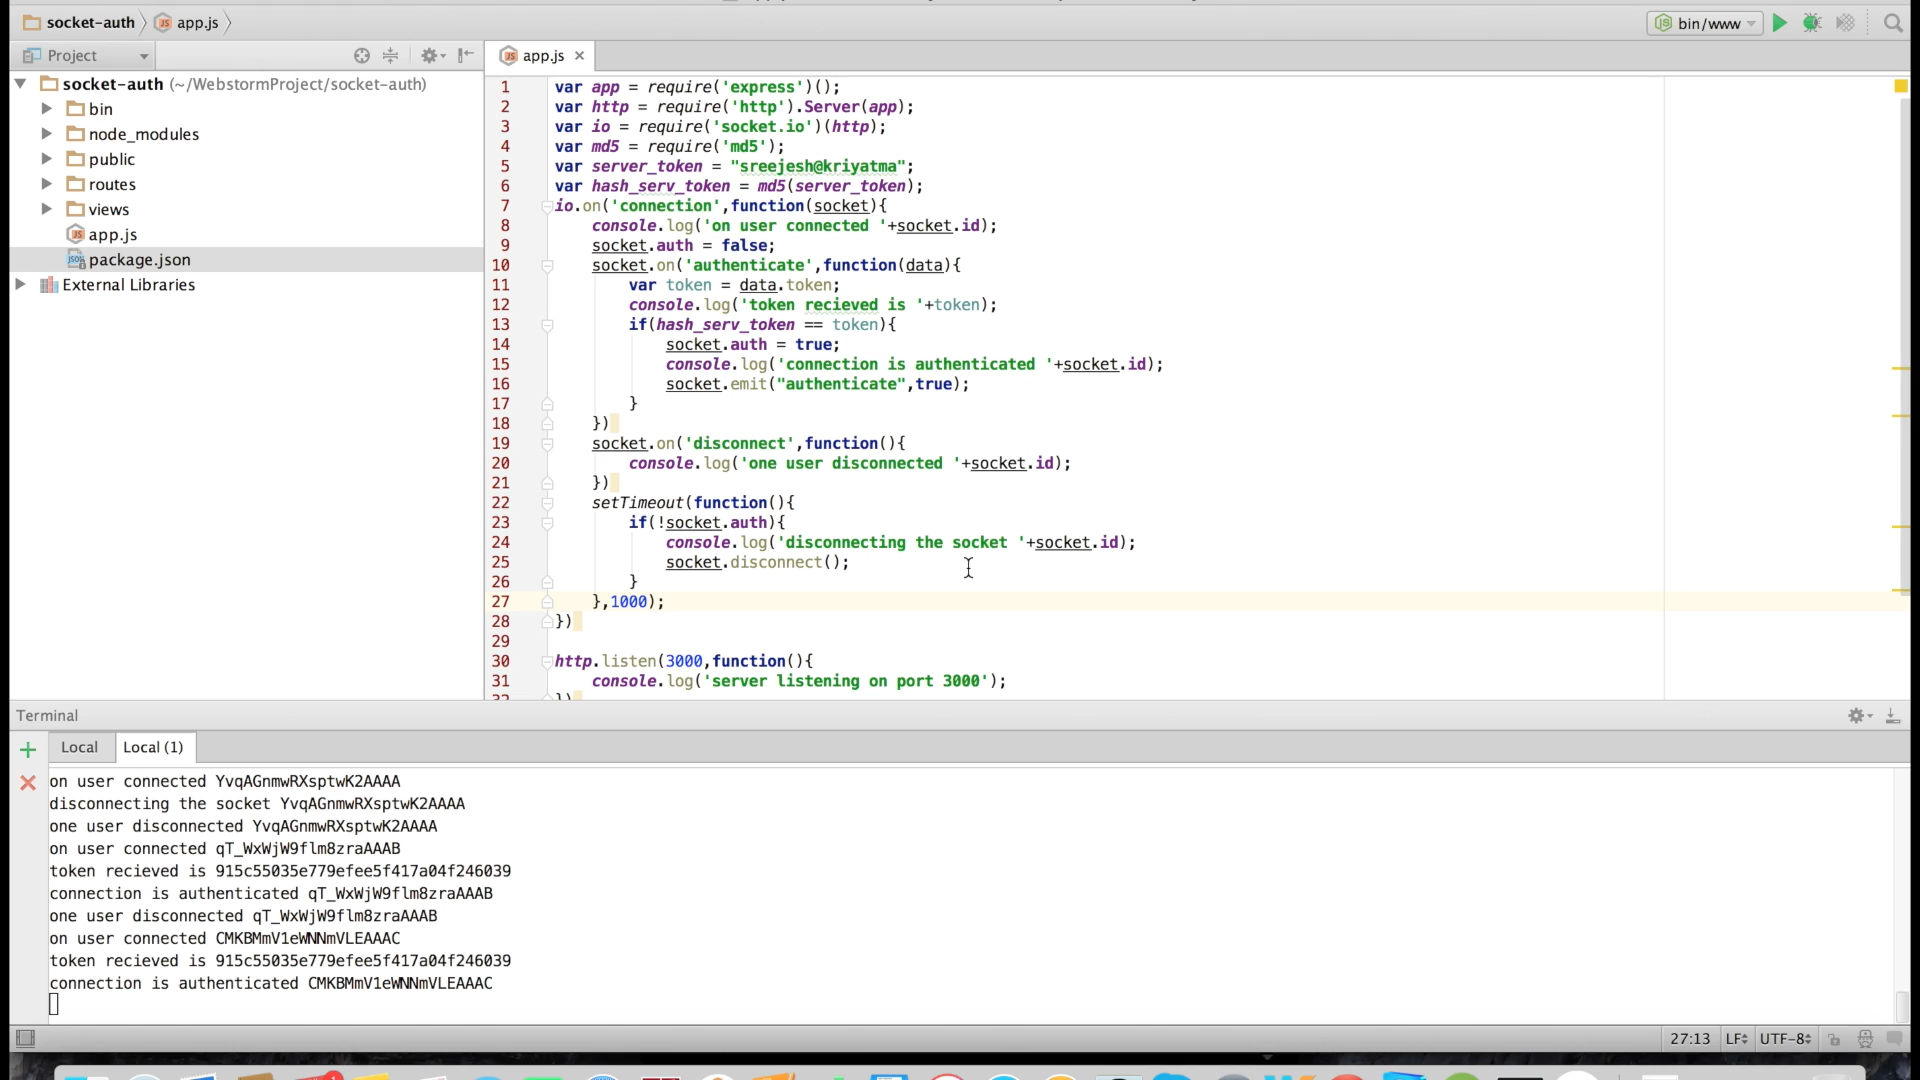 socket-auth app.js bin/www
Project app.js
socket-auth (~/WebstormProject/socket-auth)
bin
node_modules
public
routes
views
app.js
package.json
External Libraries
1 var app = require('express')();
2 var http = require('http').Server(app);
3 var io = require('socket.io')(http);
4 var md5 = require('md5');
5 var server_token = "sreejesh@kriyatma";
6 var hash_serv_token = md5(server_token);
7 io.on('connection',function(socket){
8 console.log('on user connected '+socket.id);
9 socket.auth = false;
10 socket.on('authenticate',function(data){
11 var token = data.token;
12 console.log('token recieved is '+token);
13 if(hash_serv_token == token){
14 socket.auth = true;
15 console.log('connection is authenticated '+socket.id);
16 socket.emit("authenticate",true);
17 }
18 })
19 socket.on('disconnect',function(){
20 console.log('one user disconnected '+socket.id);
21 })
22 setTimeout(function(){
23 if(!socket.auth){
24 console.log('disconnecting the socket '+socket.id);
25 socket.disconnect();
26 }
27 },1000);
28 })
29
30 http.listen(3000,function(){
31 console.log('server listening on port 3000');
32 })
Terminal
Local Local (1)
on user connected YvqAGnmwRXsptwK2AAAA
disconnecting the socket YvqAGnmwRXsptwK2AAAA
one user disconnected YvqAGnmwRXsptwK2AAAA
on user connected qT_WxWjW9flm8zraAAAB
token recieved is 915c55035e779efee5f417a04f246039
connection is authenticated qT_WxWjW9flm8zraAAAB
one user disconnected qT_WxWjW9flm8zraAAAB
on user connected CMKBMmV1eWNNmVLEAAAC
token recieved is 915c55035e779efee5f417a04f246039
connection is authenticated CMKBMmV1eWNNmVLEAAAC
27:13 LF UTF-8